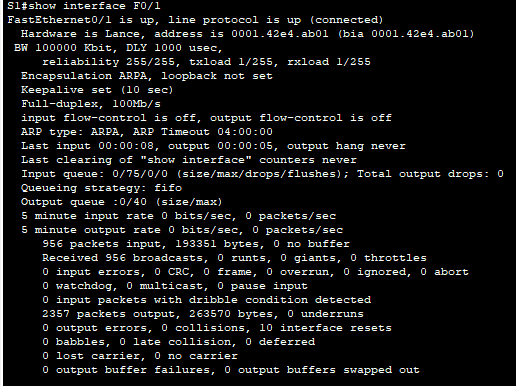 S1#show interface F0/1
FastEthernet0/1 is up, line protocol is up (connected)
Hardware is Lance, address is 0001.42e4.ab01 (bia 0001.42e4.ab01)
BW 100000 Kbit, DLY 1000 usec,
reliability 255/255, txload 1/255, rxload 1/255
Encapsulation ARPA, loopback not set
Keepalive set (10 sec)
Full-duplex, 100Mb/s
input flow-control is off, output flow-control is off
ARP type: ARPA, ARP Timeout 04:00:00
Last input 00:00:08, output 00:00:05, output hang never
Last clearing of "show interface" counters never
Input queue: 0/75/0/0 (size/max/drops/flushes); Total output drops: 0
Queueing strategy: fifo
Output queue :0/40 (size/max)
5 minute input rate 0 bits/sec, 0 packets/sec
5 minute output rate 0 bits/sec, 0 packets/sec
956 packets input, 193351 bytes, 0 no buffer
Received 956 broadcasts, 0 runts, 0 giants, 0 throttles
0 input errors, 0 CRC, 0 frame, 0 overrun, 0 ignored, 0 abort
0 watchdog, 0 multicast, 0 pause input
0 input packets with dribble condition detected
2357 packets output, 263570 bytes, 0 underruns
0 output errors, 0 collisions, 10 interface resets
0 babbles, 0 late collision, 0 deferred
0 lost carrier, 0 no carrier
0 output buffer failures, 0 output buffers swapped out